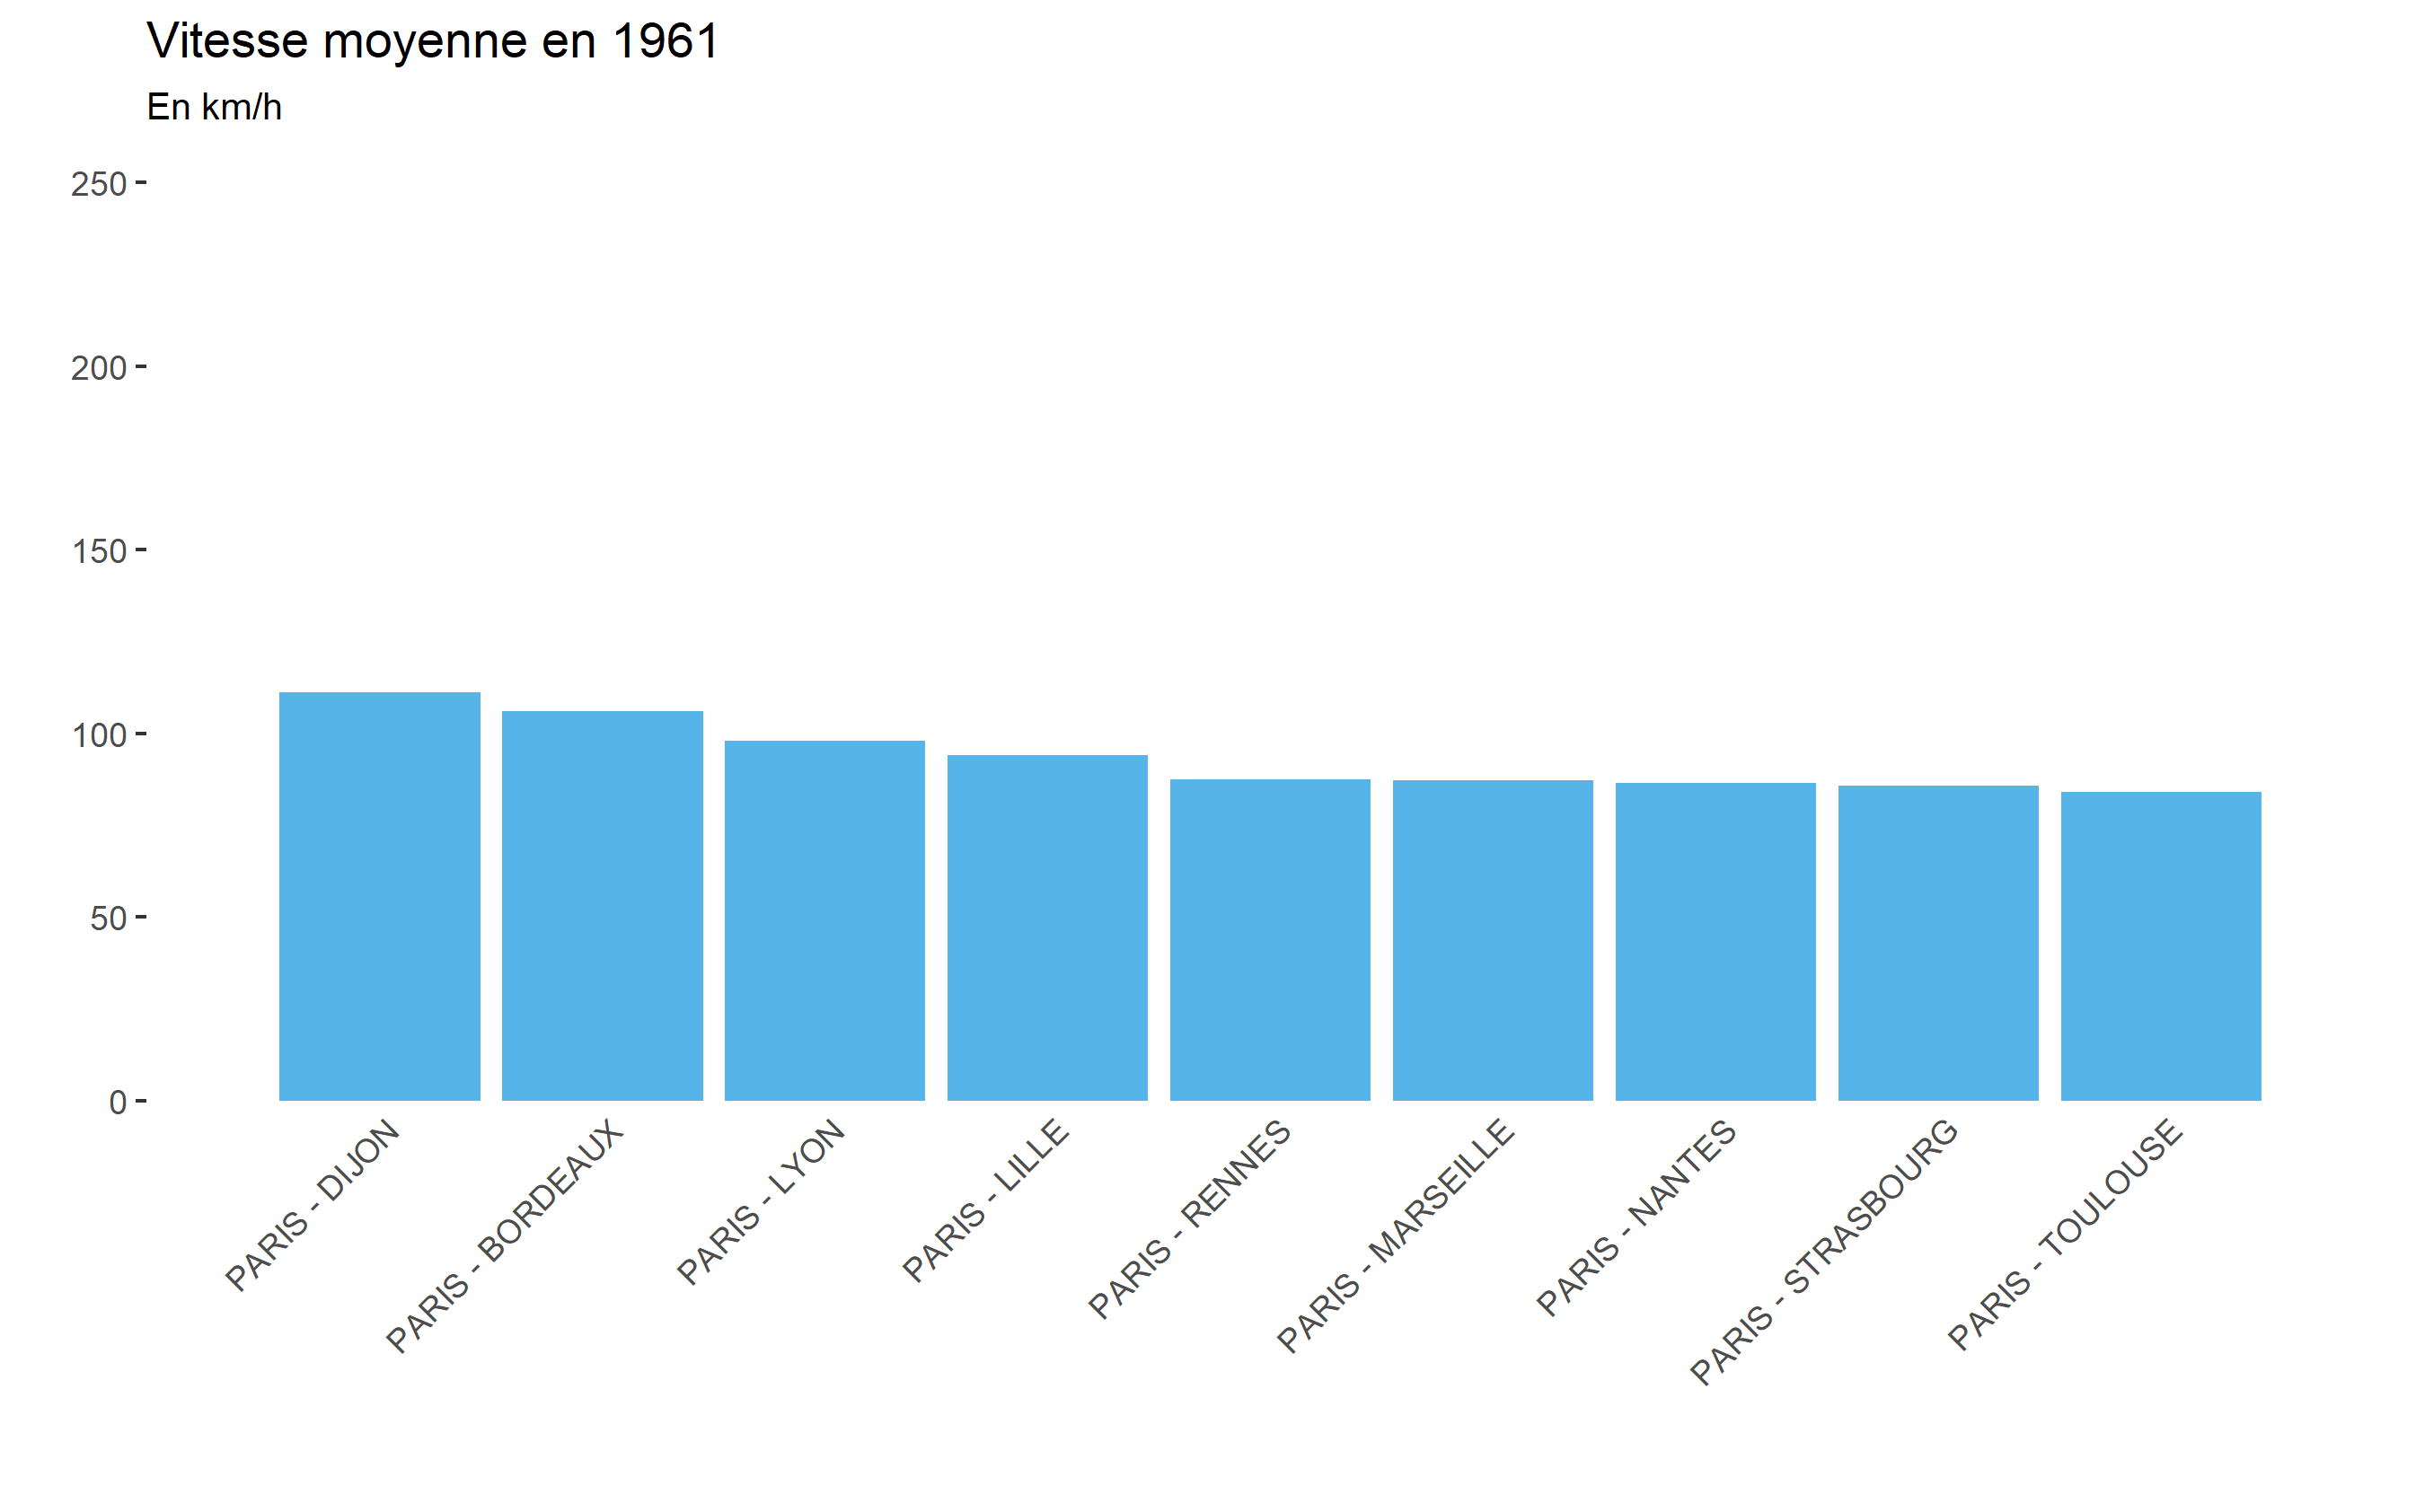 Vitesse moyenne en 1961
En km/h
250
200
150
100
50
0
PARIS - DIJON
PARIS - BORDEAUX
PARIS - LYON
PARIS - LILLE
PARIS - RENNES
PARIS - MARSEILLE
PARIS - NANTES
PARIS - STRASBOURG
PARIS - TOULOUSE